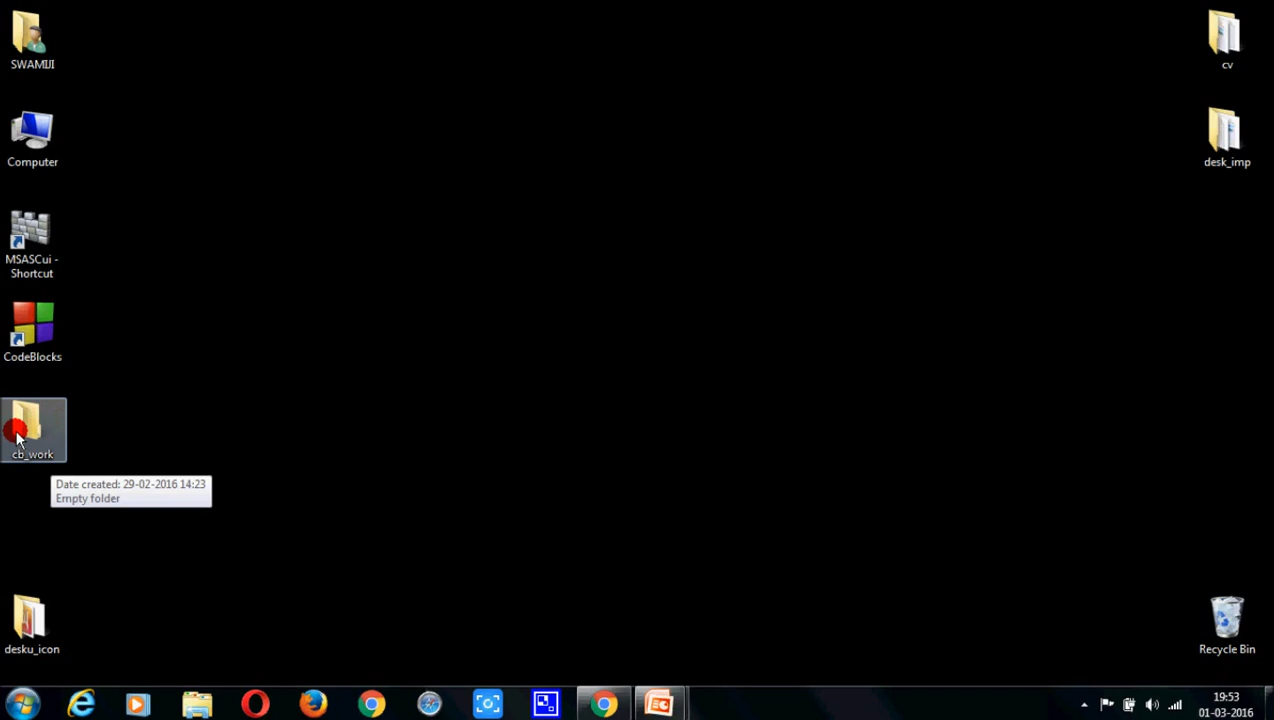 SWAMIJI
cv
Computer
desk_imp
MSASCui -
Shortcut
CodeBlocks
cb_work
Date created: 29-02-2016 14:23
Empty folder
desku_icon
Recycle Bin
19:53
01-03-2016